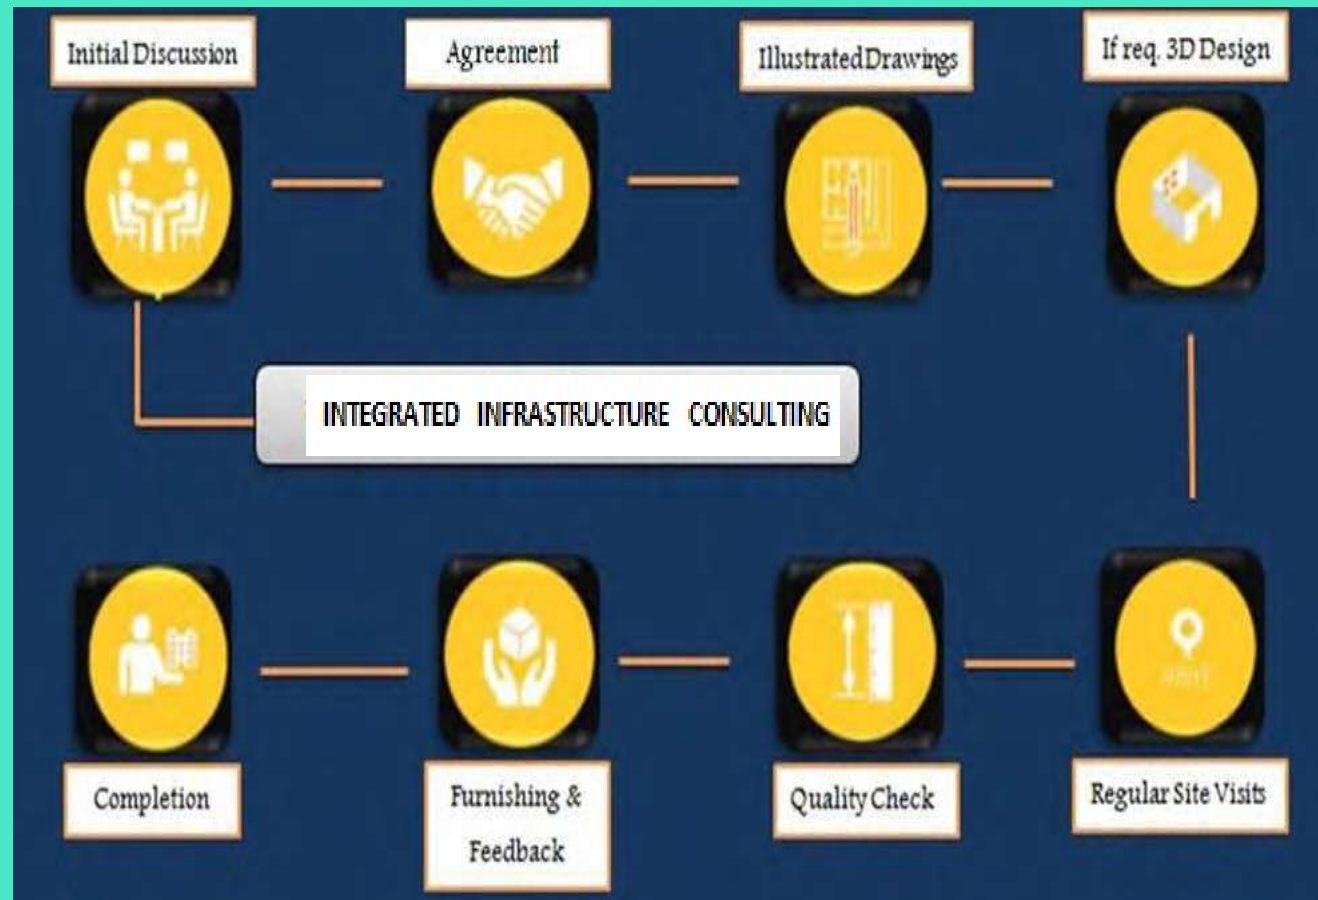 Initial Discussion
Agreement
Illustrated Drawings
If req. 3D Design
INTEGRATED INFRASTRUCTURE CONSULTING
Completion
Furnishing &
Feedback
Quality Check
Regular Site Visits